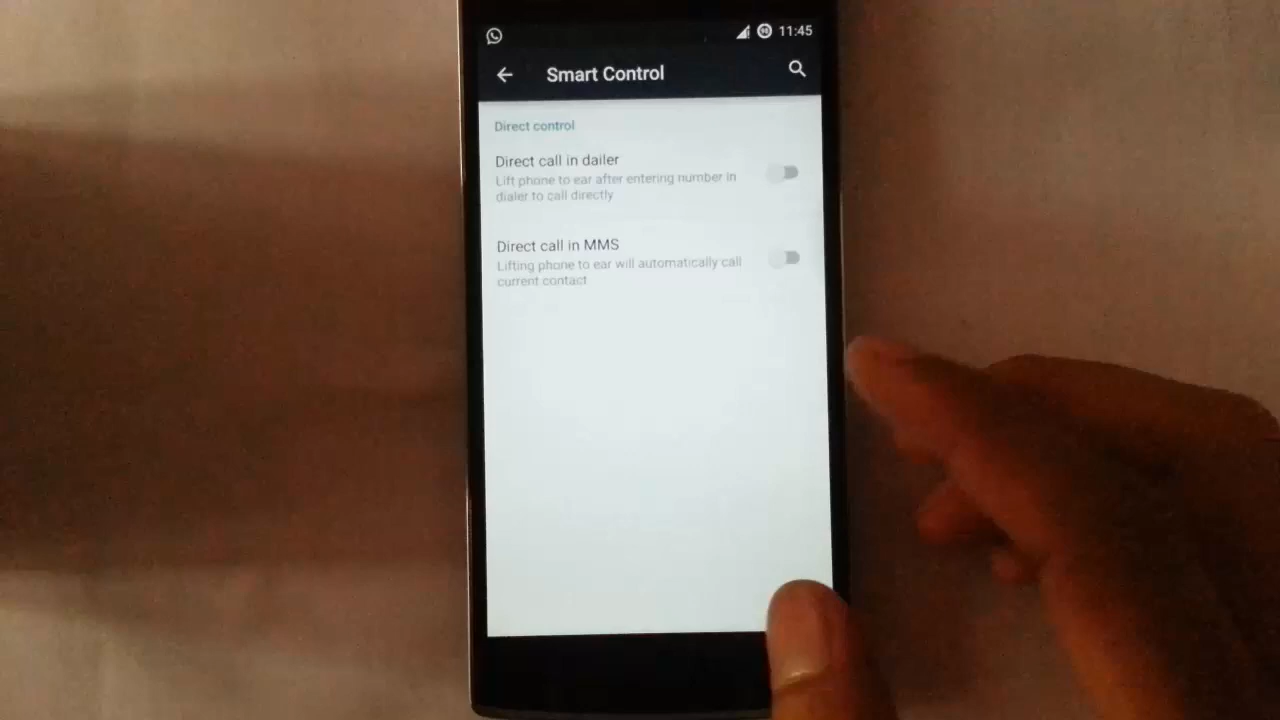 11:45
Smart Control
Direct control
Direct call in dailer
Lift phone to ear after entering number in
dialer to call directly
Direct call in MMS
Lifting phone to ear will automatically call
current contact